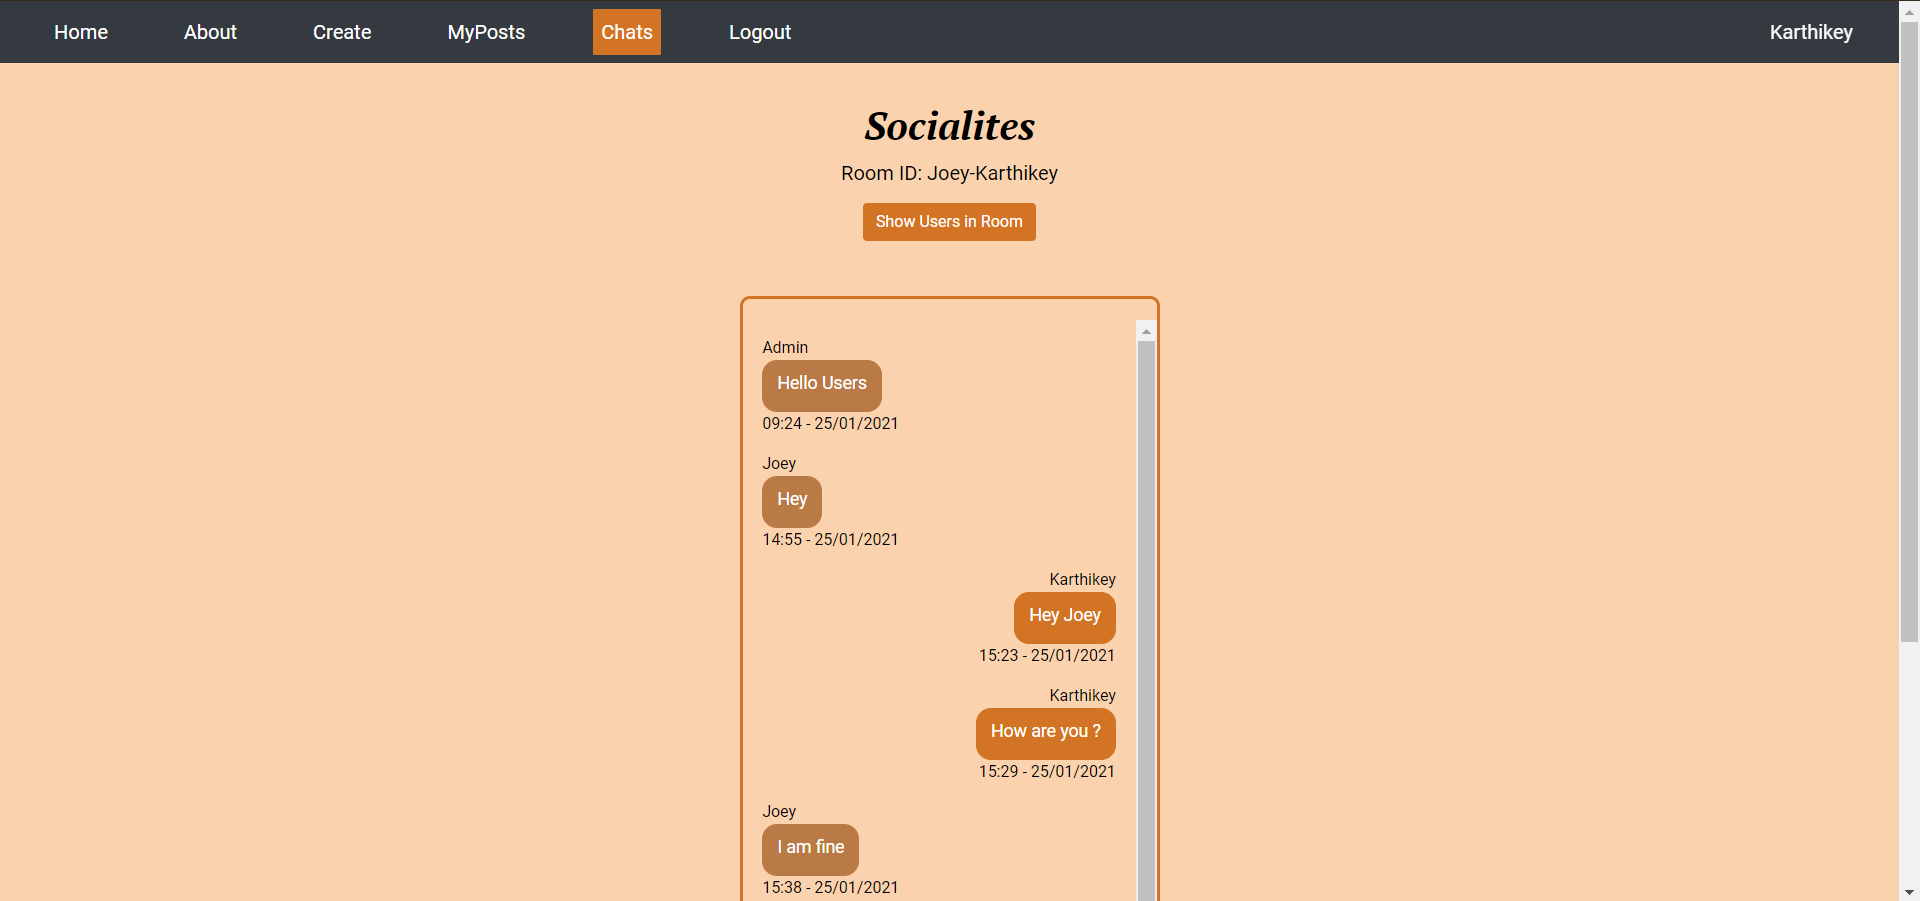 Home About Create MyPosts Chats Logout Karthikey
Socialites
Room ID: Joey-Karthikey
Show Users in Room
Admin
Hello Users
09:24 - 25/01/2021
Joey
Hey
14:55 - 25/01/2021
Karthikey
Hey Joey
15:23 - 25/01/2021
Karthikey
How are you ?
15:29 - 25/01/2021
Joey
I am fine
15:38 - 25/01/2021